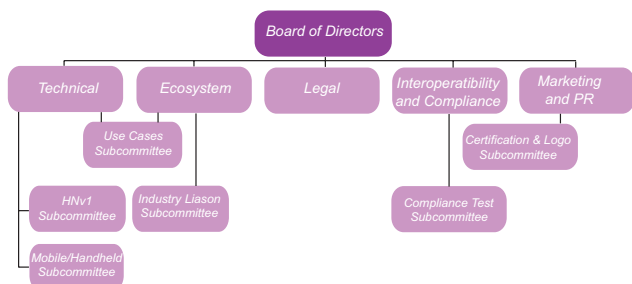 Board of Directors
Technical
Ecosystem
Legal
Interoperatibility
and Compliance
Marketing
and PR
Use Cases
Subcommittee
Certification & Logo
Subcommittee
HNv1
Subcommittee
Industry Liason
Subcommittee
Compliance Test
Subcommittee
Mobile/Handheld
Subcommittee